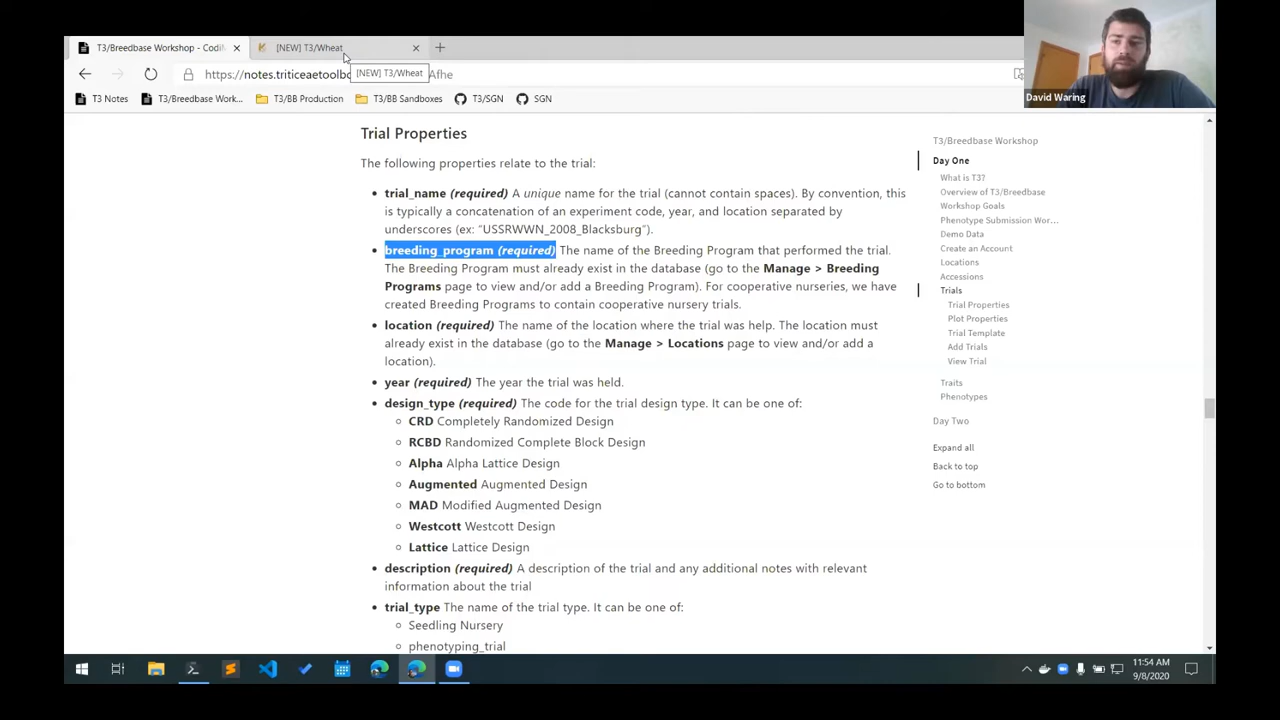 T3/Breedbase Workshop - CodiM
[NEW] T3/Wheat
https://notes.triticeaetoolbo
Afhe
[NEW] T3/Wheat
T3 Notes
T3/Breedbase Work...
T3/BB Production
T3/BB Sandboxes
T3/SGN
SGN
David Waring
Trial Properties
The following properties relate to the trial:
trial_name (required) A unique name for the trial (cannot contain spaces). By convention, this
is typically a concatenation of an experiment code, year, and location separated by
underscores (ex: “USSRWWN_2008_Blacksburg”).
breeding_program (required) The name of the Breeding Program that performed the trial.
The Breeding Program must already exist in the database (go to the Manage > Breeding
Programs page to view and/or add a Breeding Program). For cooperative nurseries, we have
created Breeding Programs to contain cooperative nursery trials.
location (required) The name of the location where the trial was help. The location must
already exist in the database (go to the Manage > Locations page to view and/or add a
location).
year (required) The year the trial was held.
design_type (required) The code for the trial design type. It can be one of:
CRD Completely Randomized Design
RCBD Randomized Complete Block Design
Alpha Alpha Lattice Design
Augmented Augmented Design
MAD Modified Augmented Design
Westcott Westcott Design
Lattice Lattice Design
description (required) A description of the trial and any additional notes with relevant
information about the trial
trial_type The name of the trial type. It can be one of:
Seedling Nursery
phenotyping_trial
T3/Breedbase Workshop
Day One
What is T3?
Overview of T3/Breedbase
Workshop Goals
Phenotype Submission Wor...
Demo Data
Create an Account
Locations
Accessions
Trials
Trial Properties
Plot Properties
Trial Template
Add Trials
View Trial
Traits
Phenotypes
Day Two
Expand all
Back to top
Go to bottom
11:54 AM
9/8/2020